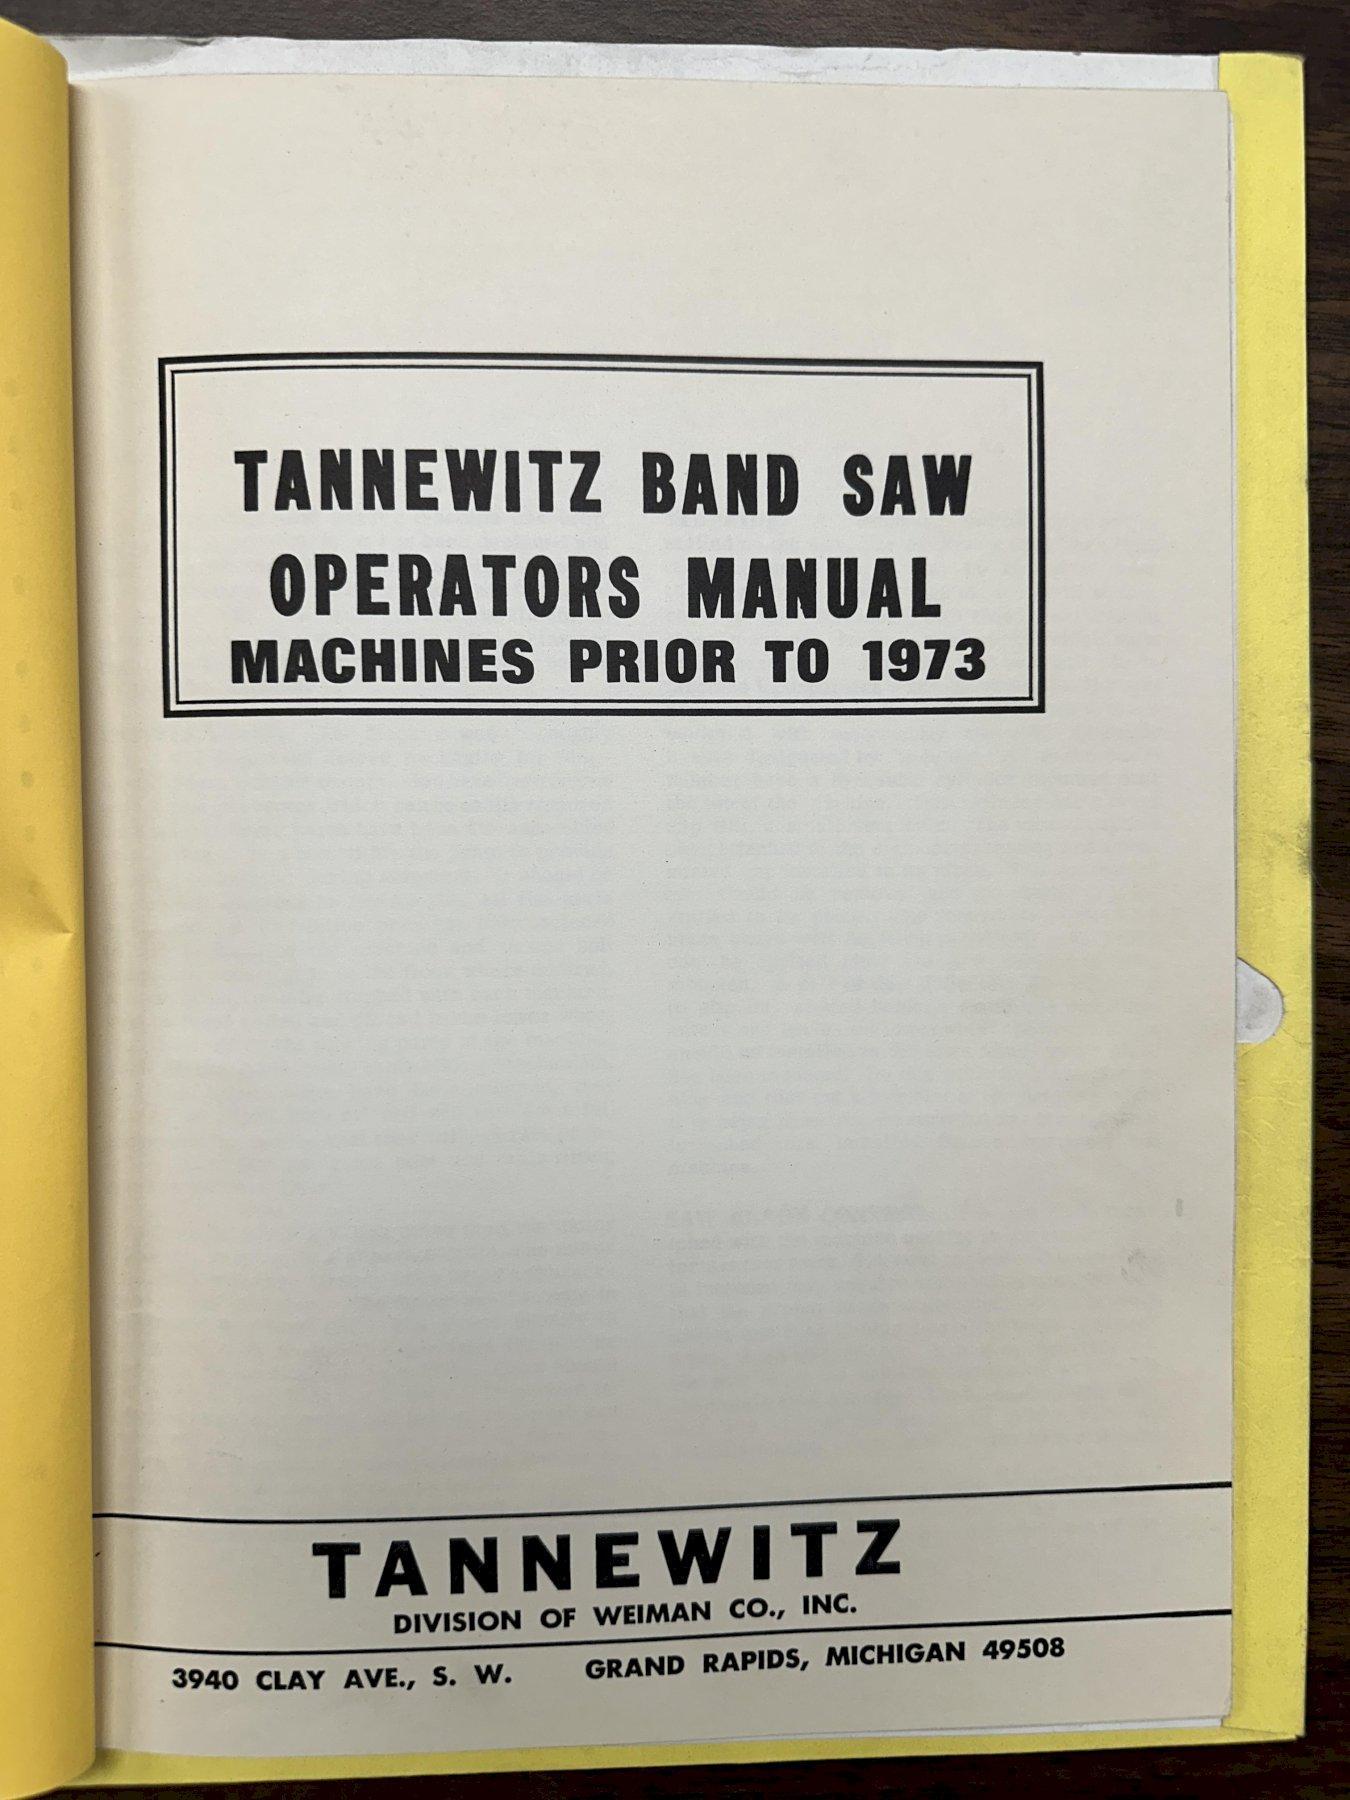 TANNEWITZ BAND SAW
OPERATORS MANUAL
MACHINES PRIOR TO 1973
TANNEWITZ
DIVISION OF WEIMAN CO., INC.
3940 CLAY AVE., S. W. GRAND RAPIDS, MICHIGAN 49508